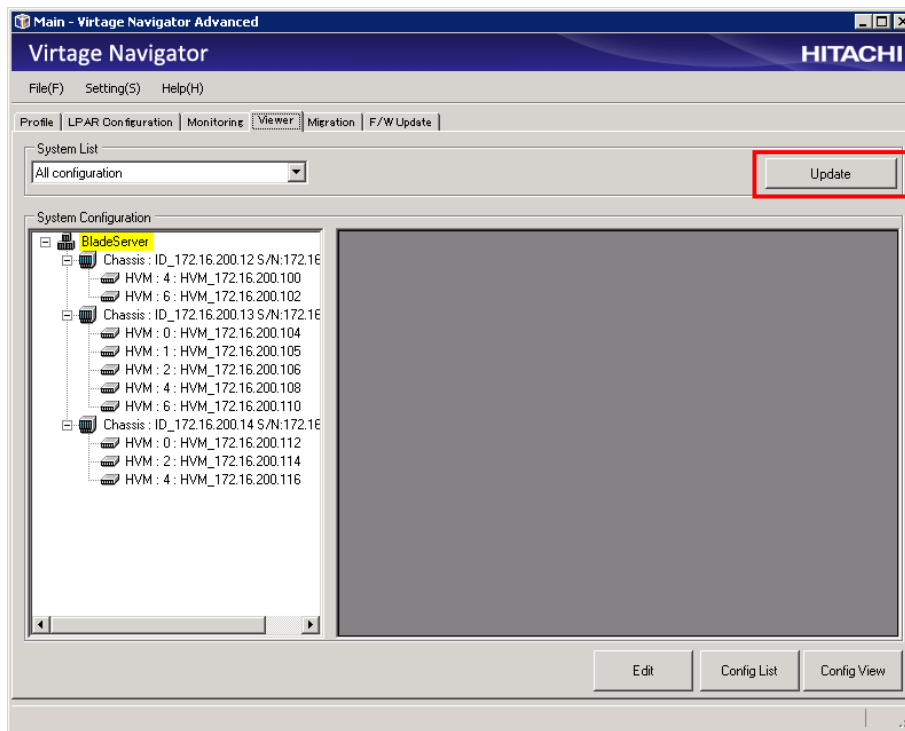 Main - Virtage Navigator Advanced
Virtage Navigator HITACHI
File(F) Setting(S) Help(H)
Profile LPAR Configuration Monitoring Viewer Migration F/W Update
System List
All configuration Update
System Configuration
BladeServer
Chassis : ID_172.16.200.12 S/N:172.16
HVM : 4 : HVM_172.16.200.100
HVM : 6 : HVM_172.16.200.102
Chassis : ID_172.16.200.13 S/N:172.16
HVM : 0 : HVM_172.16.200.104
HVM : 1 : HVM_172.16.200.105
HVM : 2 : HVM_172.16.200.106
HVM : 4 : HVM_172.16.200.108
HVM : 6 : HVM_172.16.200.110
Chassis : ID_172.16.200.14 S/N:172.16
HVM : 0 : HVM_172.16.200.112
HVM : 2 : HVM_172.16.200.114
HVM : 4 : HVM_172.16.200.116
Edit Config List Config View